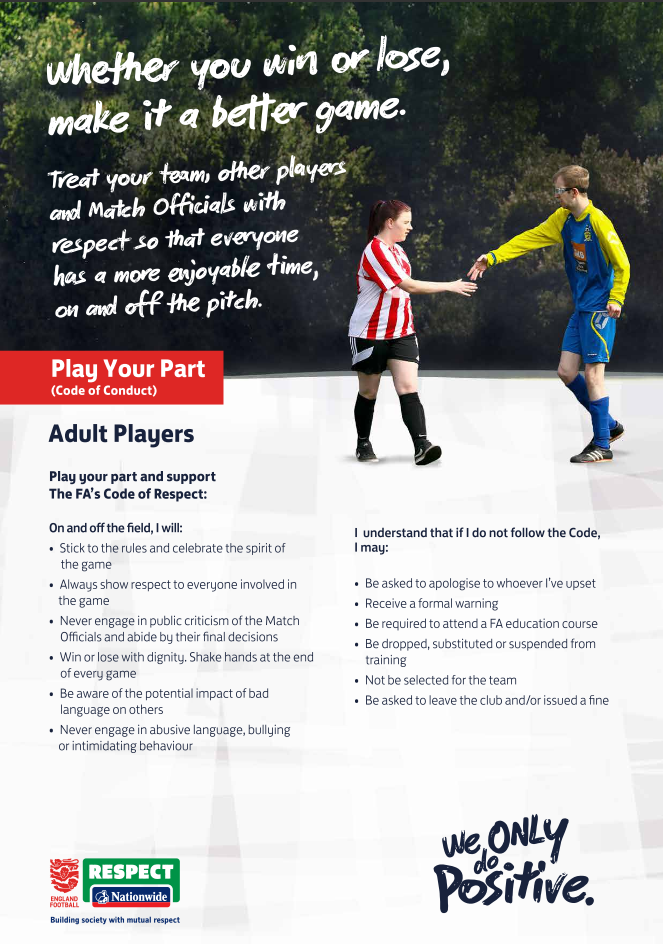 whether you win or lose,
make it a better game.
Treat your team, other players
and Match Officials with
respect so that everyone
has a more enjoyable time,
on and off the pitch.
Play Your Part
(Code of Conduct)
Adult Players
Play your part and support
The FA's Code of Respect:
On and off the field, I will:
• Stick to the rules and celebrate the spirit of
the game
• Always show respect to everyone involved in
the game
• Never engage in public criticism of the Match
Officials and abide by their final decisions
• Win or lose with dignity. Shake hands at the end
of every game
• Be aware of the potential impact of bad
language on others
• Never engage in abusive language, bullying
or intimidating behaviour
I understand that if I do not follow the Code,
I may:
• Be asked to apologise to whoever I've upset
• Receive a formal warning
• Be required to attend a FA education course
• Be dropped, substituted or suspended from
training
• Not be selected for the team
• Be asked to leave the club and/or issued a fine
we ONLY
do
Positive.
ENGLAND
FOOTBALL
RESPECT
Nationwide
Building society with mutual respect